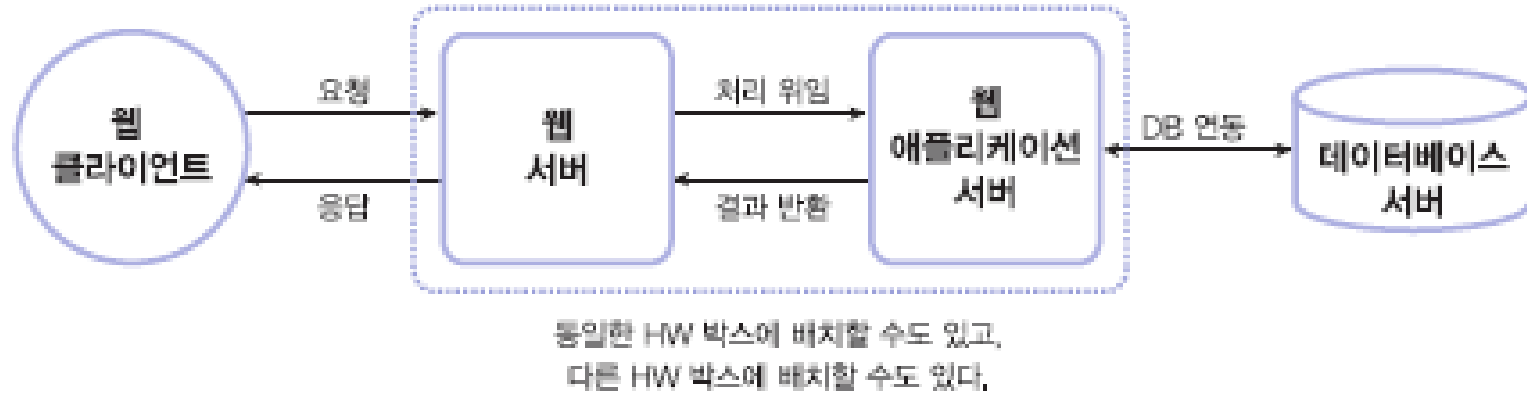 웹
클라이언트
요청
응답
웹
서버
처리 위임
결과 반환
웹
애플리케이션
서버
DB 연동
데이터베이스
서버
동일한 HW 박스에 배치할 수도 있고,
다른 HW 박스에 배치할 수도 있다.